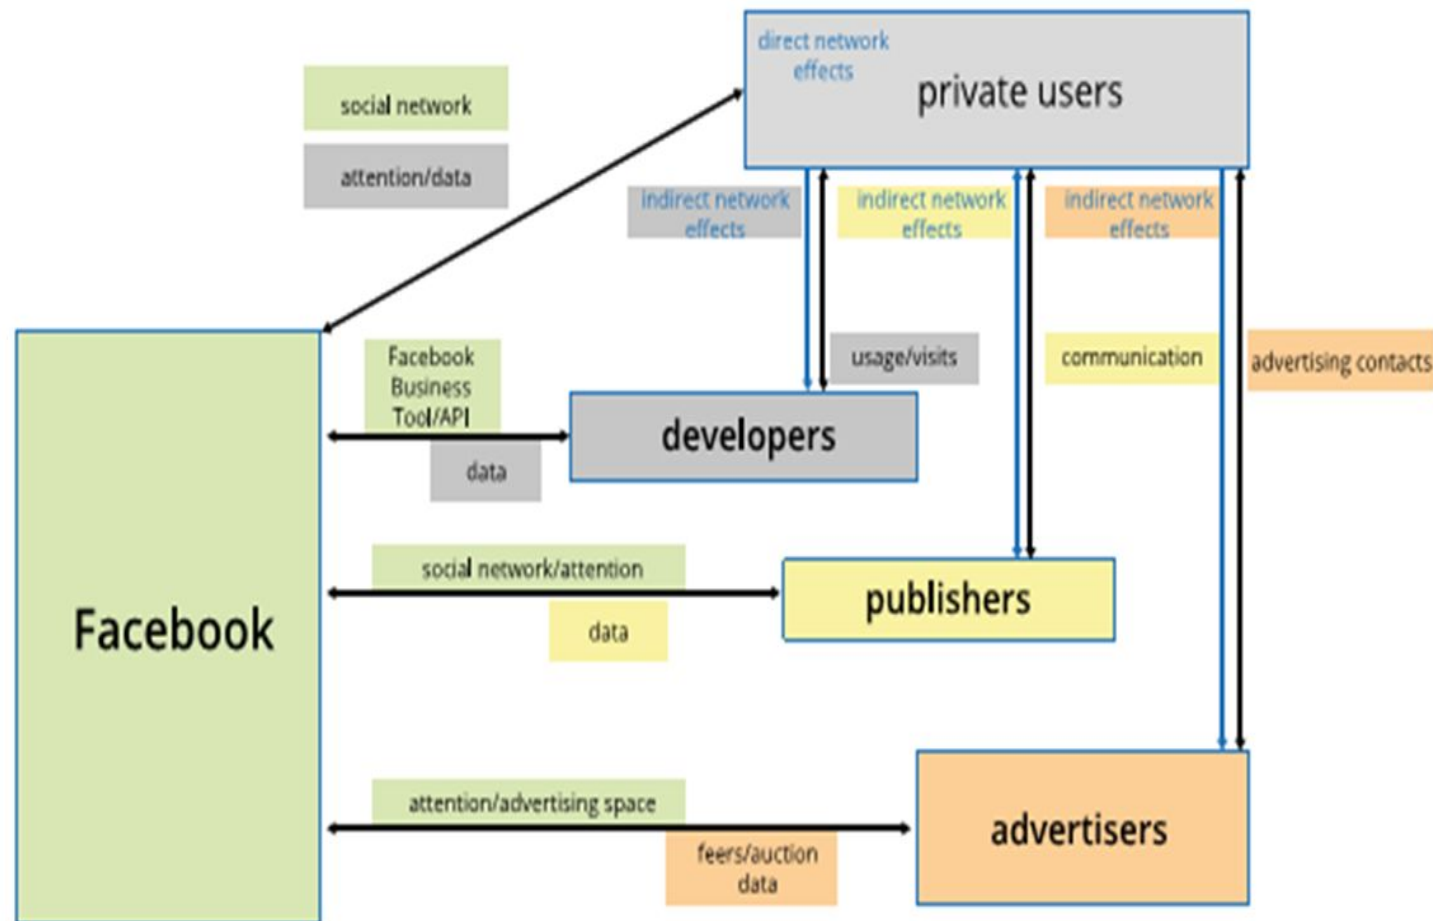 direct network
effects
private users
social network
attention/data
indirect network
effects
indirect network
effects
indirect network
effects
Facebook
Business
Tool/API
usage/visits
communication
advertising contacts
developers
data
social network/attention
publishers
data
Facebook
attention/advertising space
advertisers
feers/auction
data